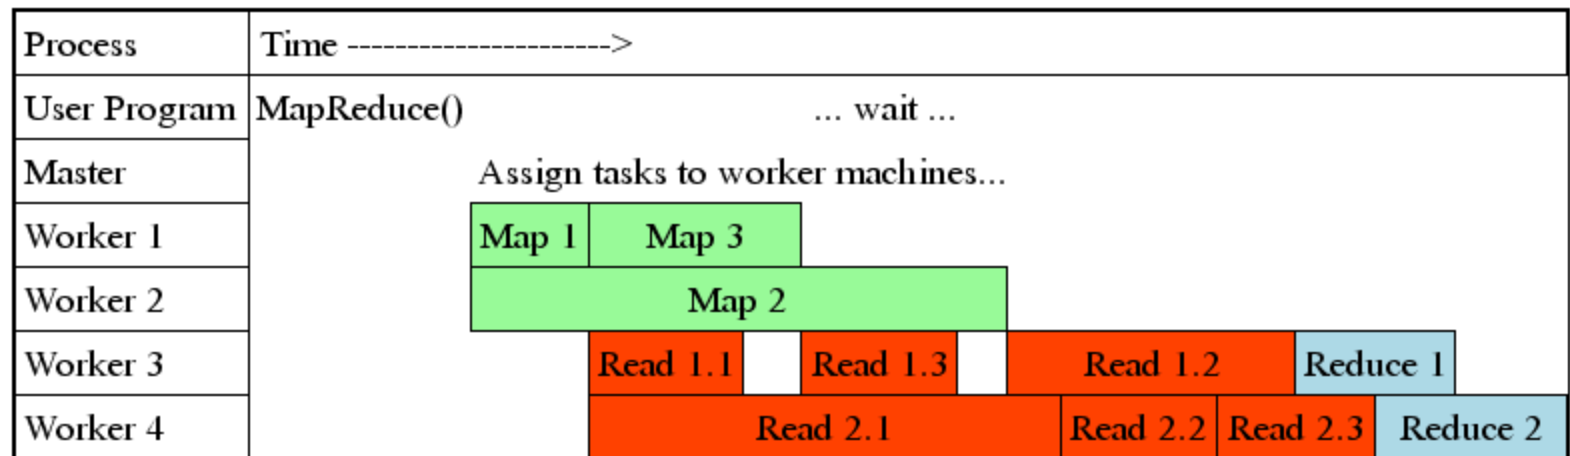 Process Time ---------------------->
User Program MapReduce() ... wait ...
Master Assign tasks to worker machines...
Worker 1 Map 1 Map 3
Worker 2 Map 2
Worker 3 Read 1.1 Read 1.3 Read 1.2 Reduce 1
Worker 4 Read 2.1 Read 2.2 Read 2.3 Reduce 2